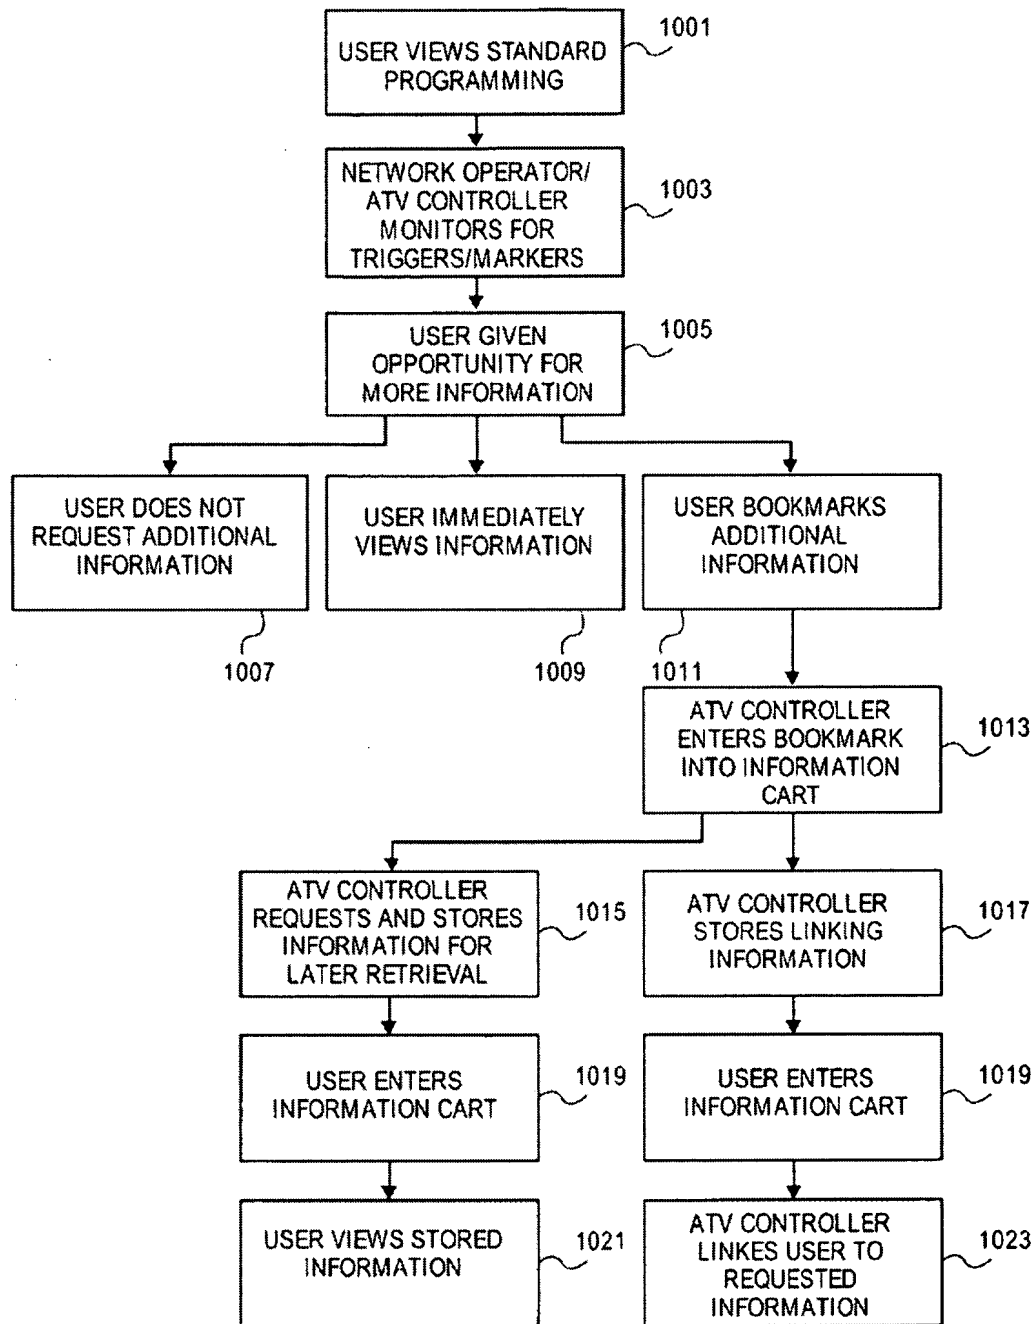 USER VIEWS STANDARD
PROGRAMMING
1001
NETWORK OPERATOR/
ATV CONTROLLER
MONITORS FOR
TRIGGERS/MARKERS
1003
USER GIVEN
OPPORTUNITY FOR
MORE INFORMATION
1005
USER DOES NOT
REQUEST ADDITIONAL
INFORMATION
1007
USER IMMEDIATELY
VIEWS INFORMATION
1009
USER BOOKMARKS
ADDITIONAL
INFORMATION
1011
ATV CONTROLLER
ENTERS BOOKMARK
INTO INFORMATION
CART
1013
ATV CONTROLLER
REQUESTS AND STORES
INFORMATION FOR
LATER RETRIEVAL
1015
ATV CONTROLLER
STORES LINKING
INFORMATION
1017
USER ENTERS
INFORMATION CART
1019
USER ENTERS
INFORMATION CART
1019
USER VIEWS STORED
INFORMATION
1021
ATV CONTROLLER
LINKES USER TO
REQUESTED
INFORMATION
1023